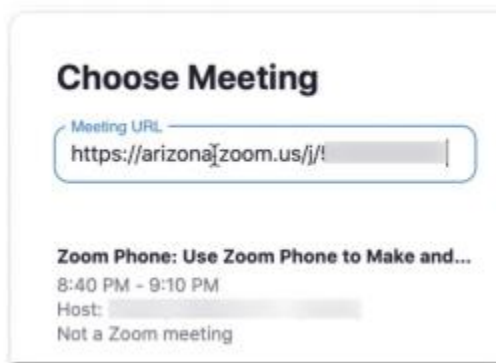 Choose Meeting
Meeting URL
https://arizona.zoom.us/j/
Zoom Phone: Use Zoom Phone to Make and...
8:40 PM - 9:10 PM
Host:
Not a Zoom meeting